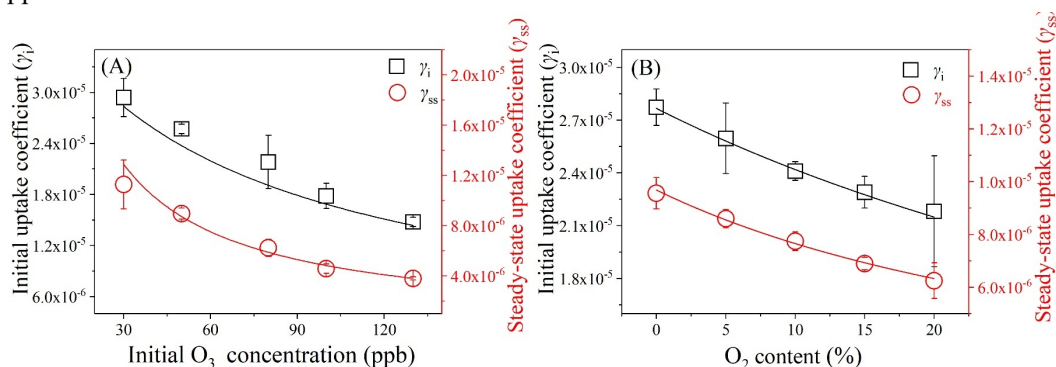 (A)
γi
γss
Initial uptake coefficient (γi)
3.0x10-5
2.4x10-5
1.8x10-5
1.2x10-5
6.0x10-6
30 60 90 120
Initial O3 concentration (ppb)
2.0x10-5
1.6x10-5
1.2x10-5
8.0x10-6
4.0x10-6
Steady-state uptake coefficient (γss)
(B)
γi
γss
Initial uptake coefficient (γi)
3.0x10-5
2.7x10-5
2.4x10-5
2.1x10-5
1.8x10-5
0 5 10 15 20
O2 content (%)
1.4x10-5
1.2x10-5
1.0x10-5
8.0x10-6
6.0x10-6
Steady-state uptake coefficient (γss)